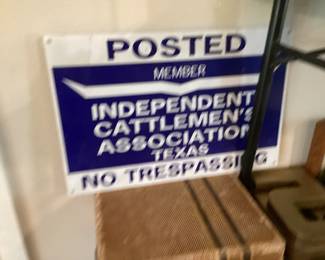 POSTED
MEMBER
INDEPENDENT
CATTLEMEN'S
ASSOCIATION
TEXAS
NO TRESPASSING